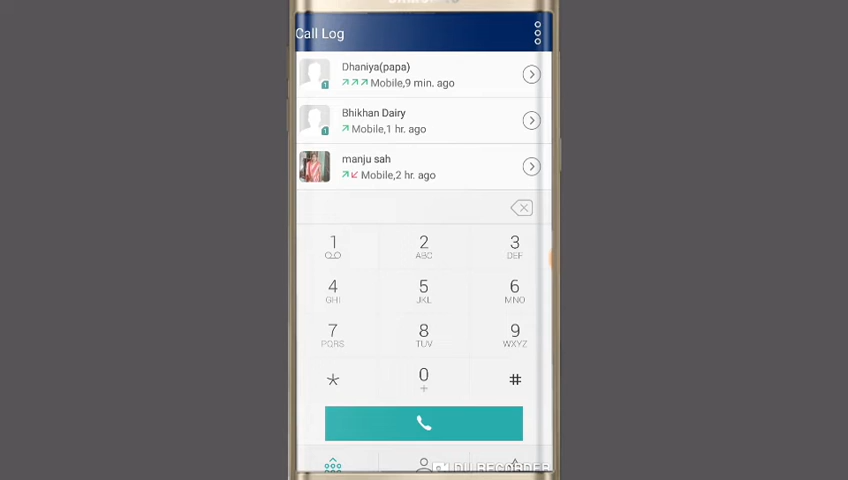 Call Log
Dhaniya(papa)
Mobile,9 min. ago
Bhikhan Dairy
Mobile,1 hr. ago
manju sah
Mobile,2 hr. ago
1 2 3
ABC DEF
4 5 6
GHI JKL MNO
7 8 9
PQRS TUV WXYZ
* 0 #
+
DU RECORDER